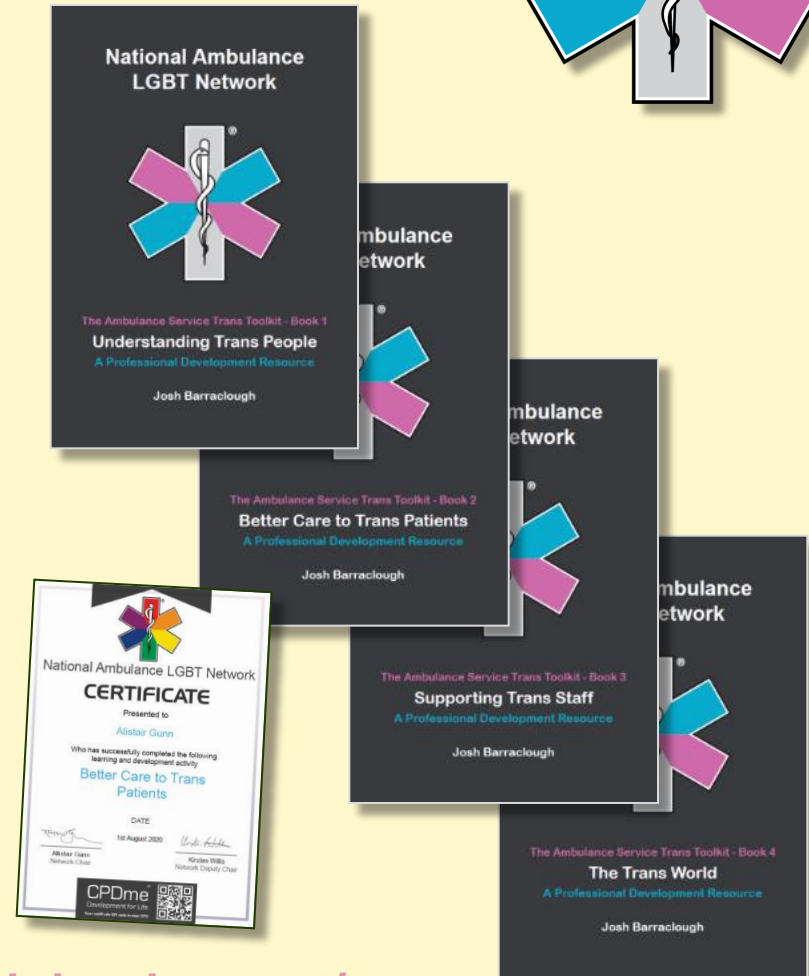 National Ambulance
LGBT Network
®
The Ambulance Service Trans Toolkit - Book 1
Understanding Trans People
A Professional Development Resource
Josh Barraclough
mbulance
etwork
®
The Ambulance Service Trans Toolkit - Book 2
Better Care to Trans Patients
A Professional Development Resource
Josh Barraclough
mbulance
etwork
®
The Ambulance Service Trans Toolkit - Book 3
Supporting Trans Staff
A Professional Development Resource
Josh Barraclough
mbulance
etwork
®
The Ambulance Service Trans Toolkit - Book 4
The Trans World
A Professional Development Resource
Josh Barraclough
National Ambulance LGBT Network
CERTIFICATE
Presented to
Alistair Gunn
Who has successfully completed the following
learning and development activity
Better Care to Trans
Patients
DATE
1st August 2020
Alistair Gunn
Network Chair
Kirsten Willis
Network Deputy Chair
CPDme
Development for Life